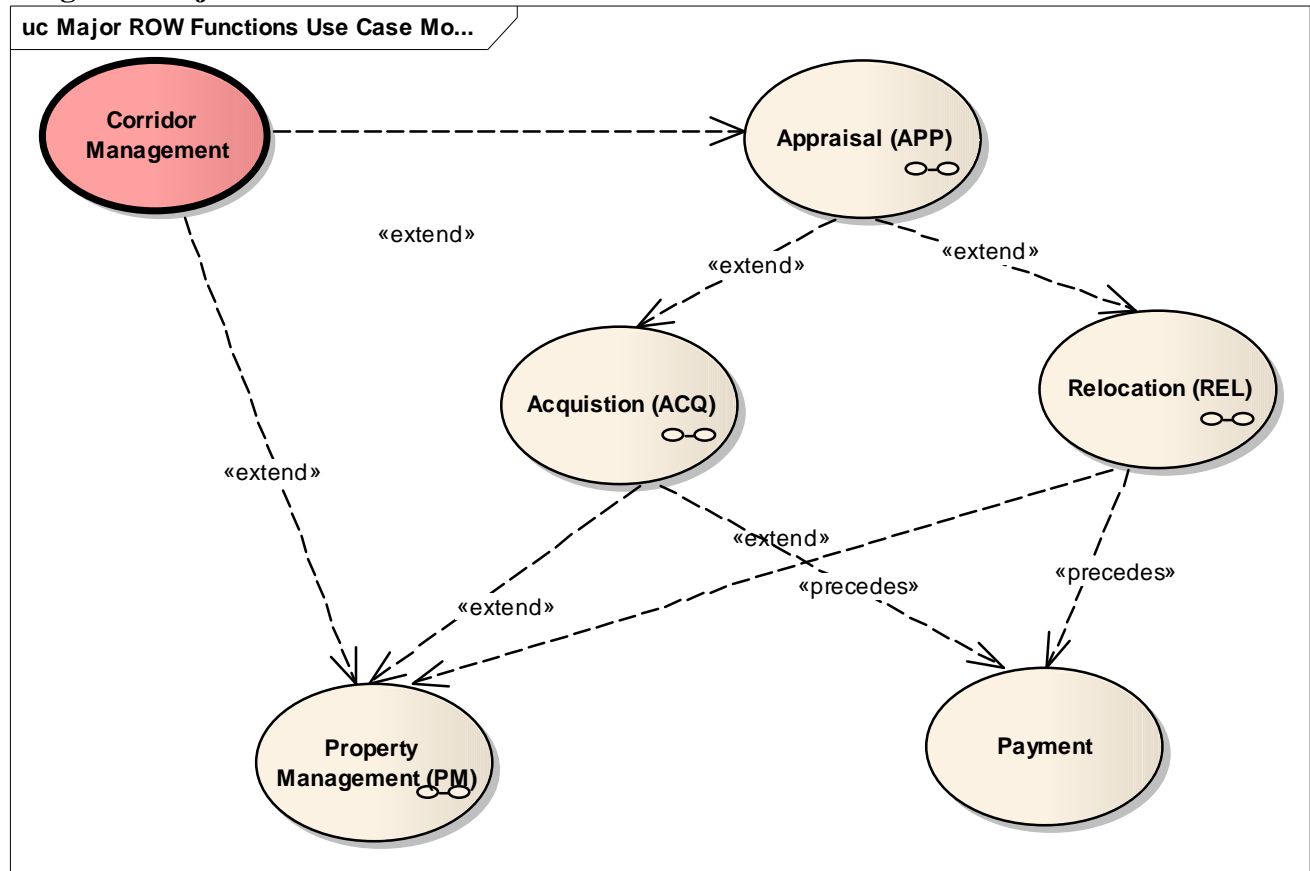 uc Major ROW Functions Use Case Mo...
Corridor
Management
Appraisal (APP)
«extend»
«extend»
«extend»
Acquistion (ACQ)
Relocation (REL)
«extend»
«extend»
«precedes»
«precedes»
«extend»
Property
Management (PM)
Payment